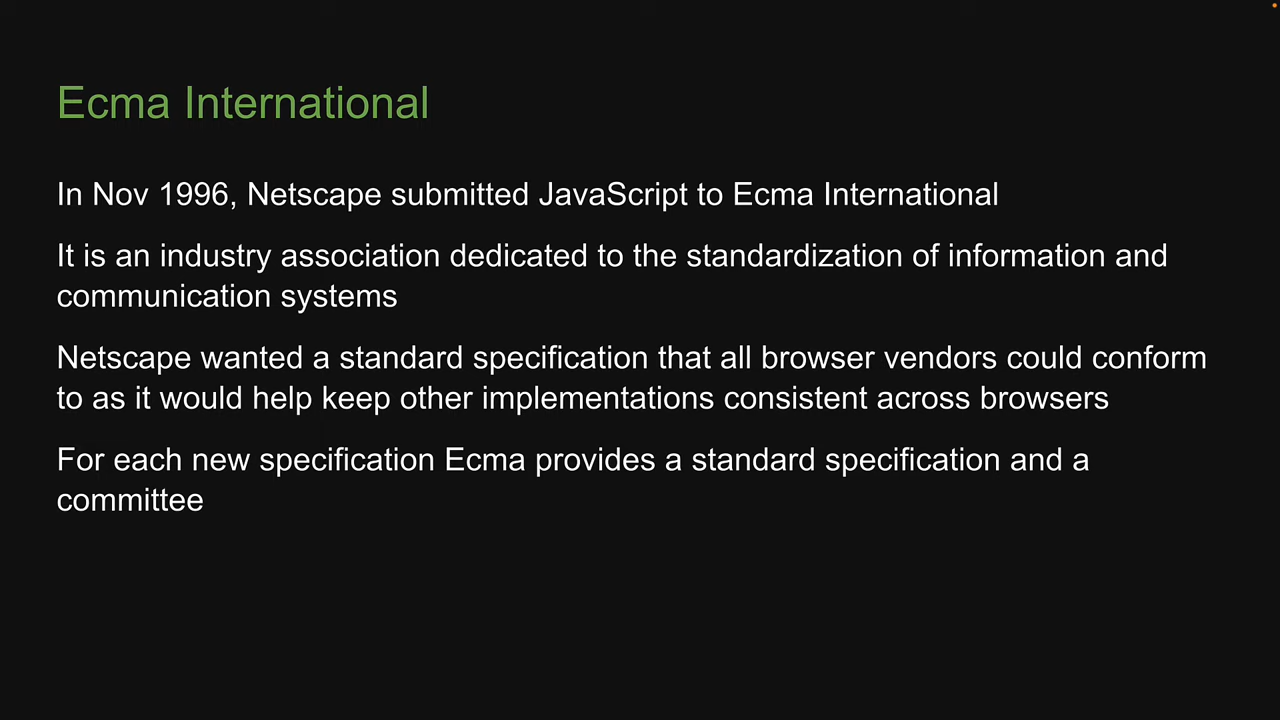 Ecma International
In Nov 1996, Netscape submitted JavaScript to Ecma International
It is an industry association dedicated to the standardization of information and
communication systems
Netscape wanted a standard specification that all browser vendors could conform
to as it would help keep other implementations consistent across browsers
For each new specification Ecma provides a standard specification and a
committee